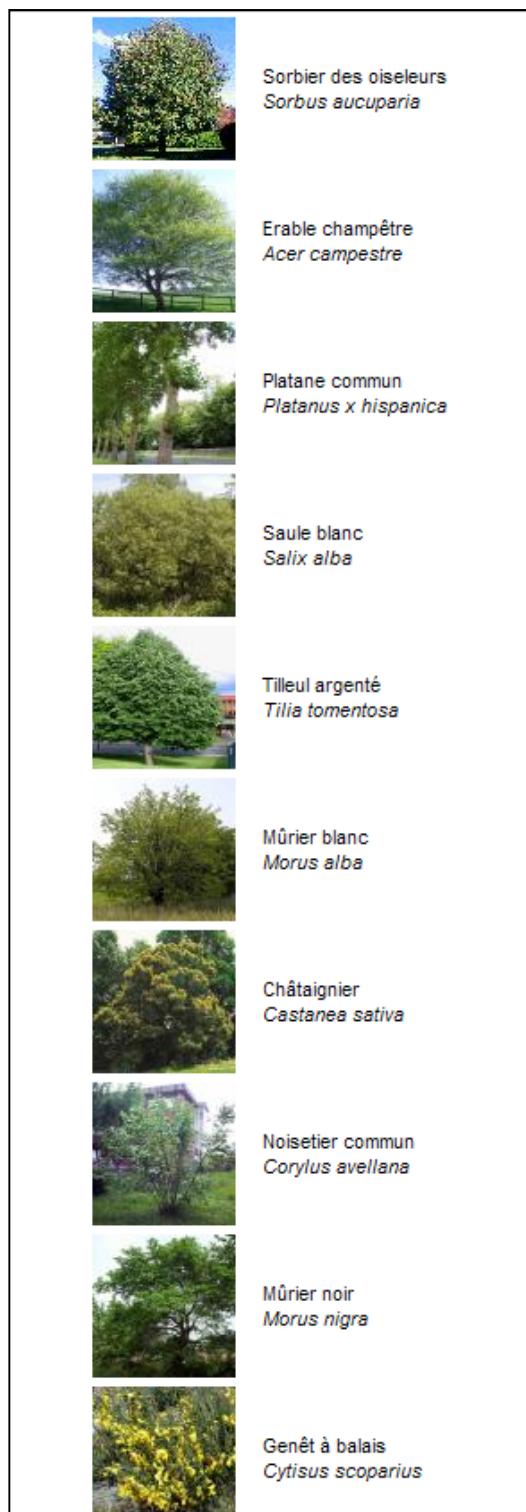 Sorbier des oiseleurs
Sorbus aucuparia
Erable champêtre
Acer campestre
Platane commun
Platanus x hispanica
Saule blanc
Salix alba
Tilleul argenté
Tilia tomentosa
Mûrier blanc
Morus alba
Châtaignier
Castanea sativa
Noisetier commun
Corylus avellana
Mûrier noir
Morus nigra
Genêt à balais
Cytisus scoparius